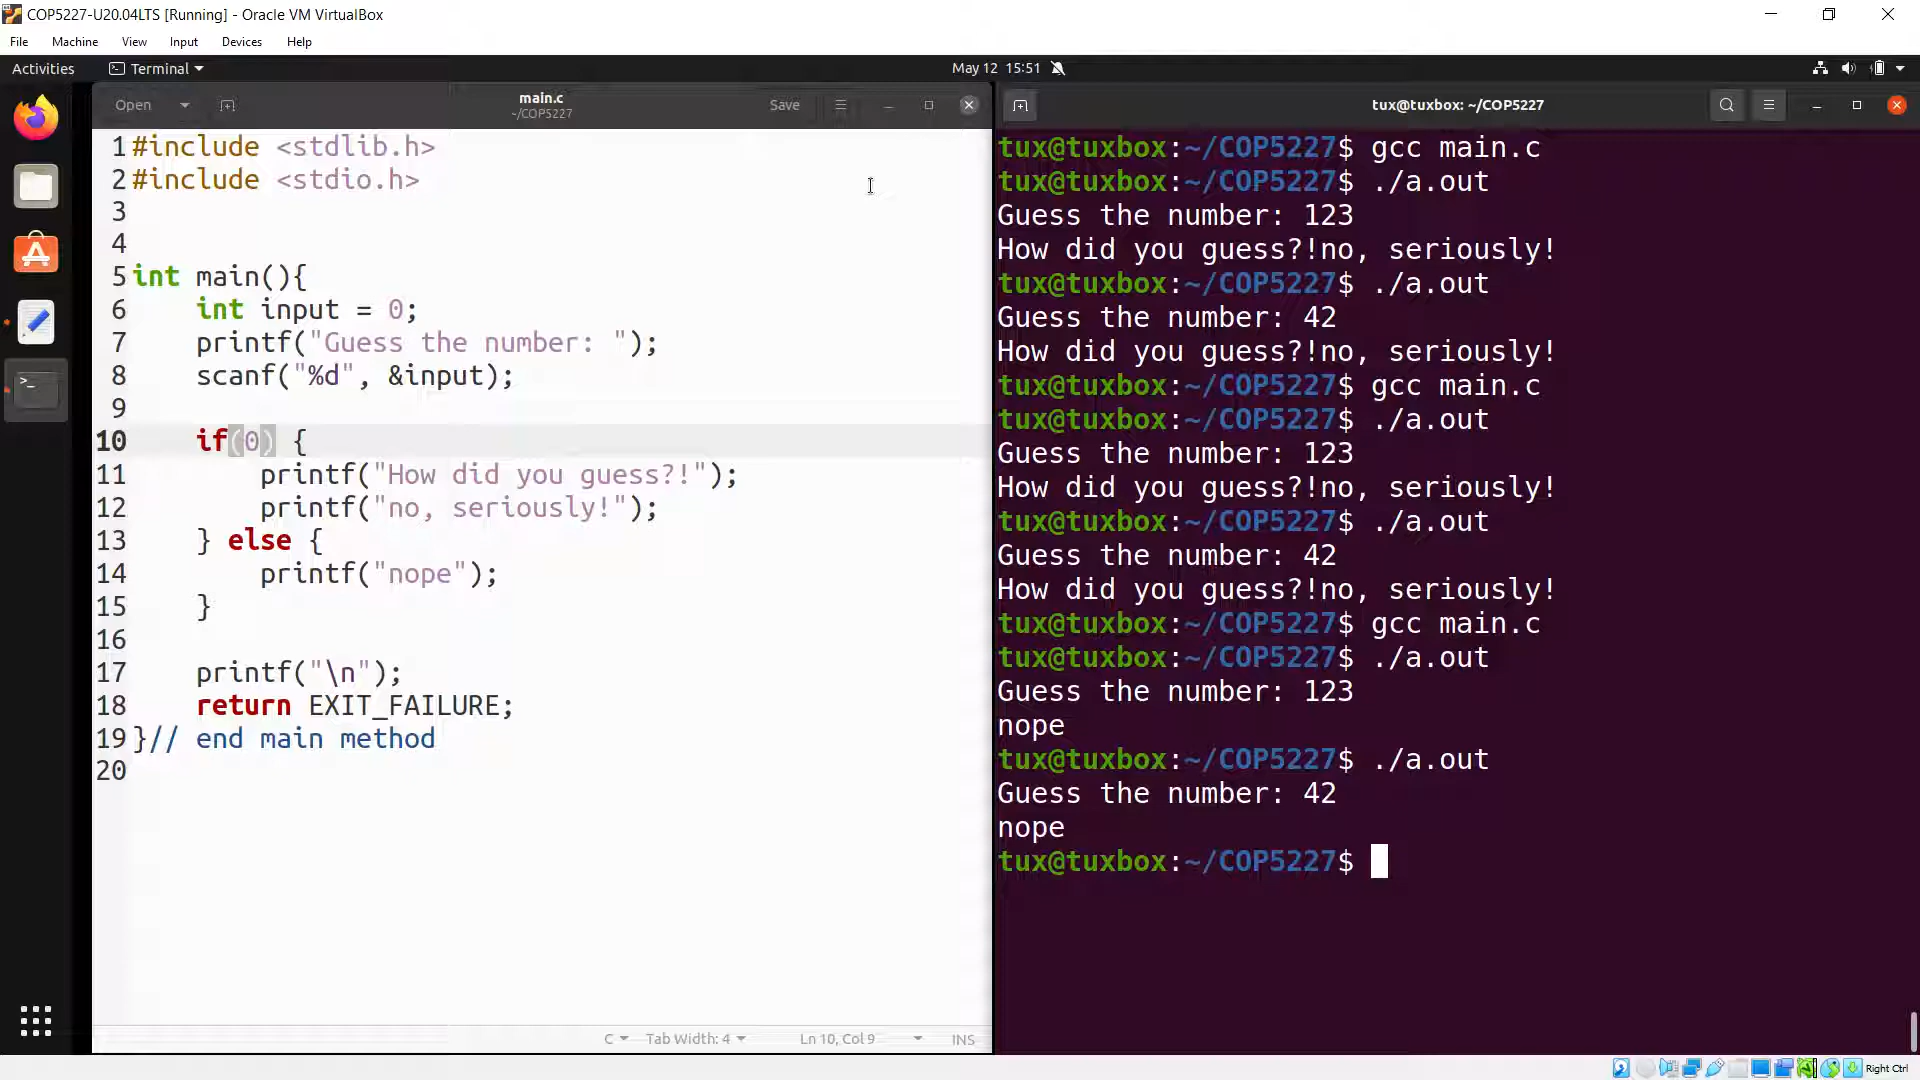 COP5227-U20.04LTS [Running] - Oracle VM VirtualBox
File Machine View Input Devices Help
Activities Terminal May 12 15:51
Open main.c Save
~/COP5227
1 #include <stdlib.h>
2 #include <stdio.h>
3
4
5 int main(){
6 int input = 0;
7 printf("Guess the number: ");
8 scanf("%d", &input);
9
10 if(0) {
11 printf("How did you guess?!");
12 printf("no, seriously!");
13 } else {
14 printf("nope");
15 }
16
17 printf("\n");
18 return EXIT_FAILURE;
19 }// end main method
20
C Tab Width: 4 Ln 10, Col 9 INS
tux@tuxbox: ~/COP5227
tux@tuxbox:~/COP5227$ gcc main.c
tux@tuxbox:~/COP5227$ ./a.out
Guess the number: 123
How did you guess?!no, seriously!
tux@tuxbox:~/COP5227$ ./a.out
Guess the number: 42
How did you guess?!no, seriously!
tux@tuxbox:~/COP5227$ gcc main.c
tux@tuxbox:~/COP5227$ ./a.out
Guess the number: 123
How did you guess?!no, seriously!
tux@tuxbox:~/COP5227$ ./a.out
Guess the number: 42
How did you guess?!no, seriously!
tux@tuxbox:~/COP5227$ gcc main.c
tux@tuxbox:~/COP5227$ ./a.out
Guess the number: 123
nope
tux@tuxbox:~/COP5227$ ./a.out
Guess the number: 42
nope
tux@tuxbox:~/COP5227$
Right Ctrl